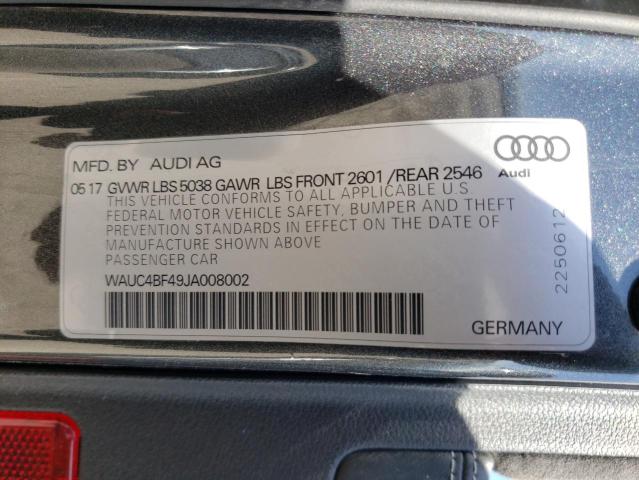 MFD. BY AUDI AG
Audi
05 17 GVWR LBS 5038 GAWR LBS FRONT 2601 / REAR 2546
THIS VEHICLE CONFORMS TO ALL APPLICABLE U.S
FEDERAL MOTOR VEHICLE SAFETY, BUMPER AND THEFT
PREVENTION STANDARDS IN EFFECT ON THE DATE OF
MANUFACTURE SHOWN ABOVE
PASSENGER CAR
WAUC4BF49JA008002
GERMANY
2250612